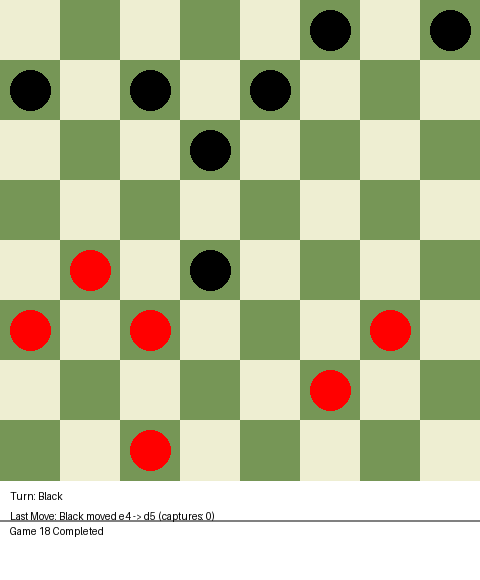 Turn: Black
Last Move: Black moved e4 -> d5 (captures: 0)
Game 18 Completed